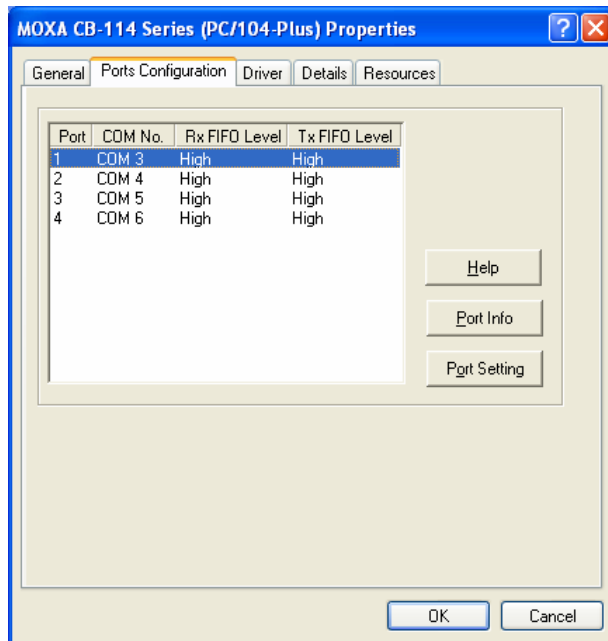 MOXA CB-114 Series (PC/104-Plus) Properties
General Ports Configuration Driver Details Resources
Port COM No. Rx FIFO Level Tx FIFO Level
1 COM 3 High High
2 COM 4 High High
3 COM 5 High High
4 COM 6 High High
Help
Port Info
Port Setting
OK Cancel